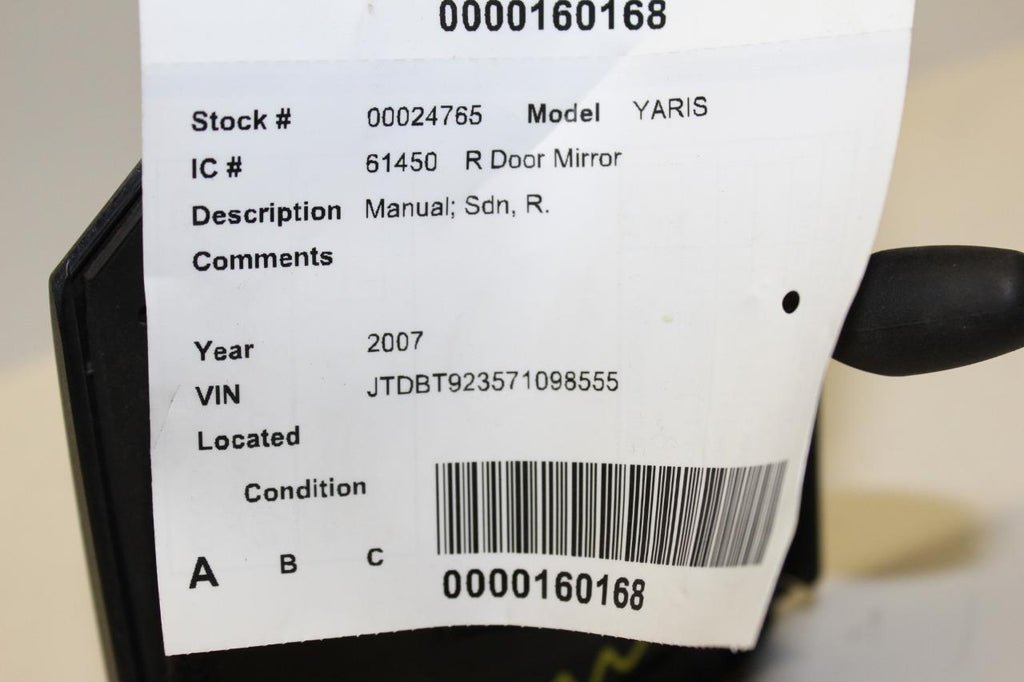 0000160168
Stock # 00024765 Model YARIS
IC # 61450 R Door Mirror
Description Manual; Sdn, R.
Comments
Year 2007
VIN JTDBT923571098555
Located
Condition
A B C
0000160168